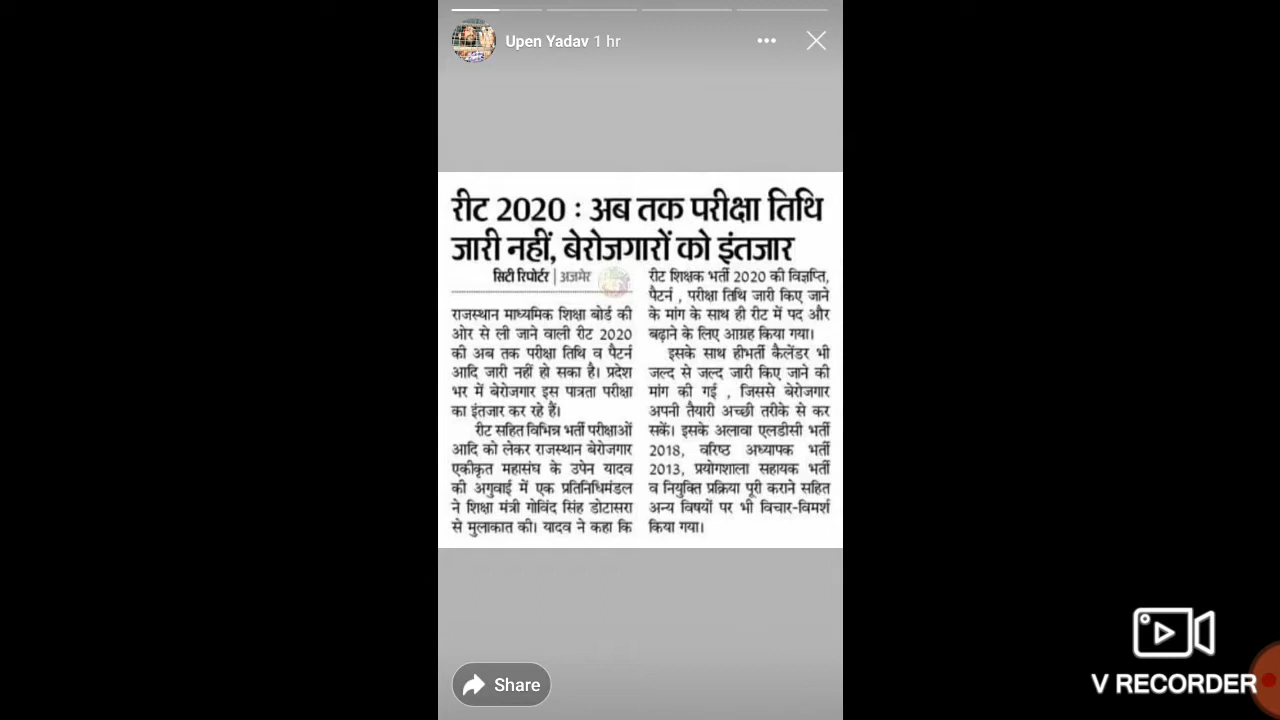 Upen Yadav 1 hr
रीट 2020 : अब तक परीक्षा तिथि
जारी नहीं, बेरोजगारों को इंतजार
सिटी रिपोर्टर | अजमेर
राजस्थान माध्यमिक शिक्षा बोर्ड की
ओर से ली जाने वाली रीट 2020
की अब तक परीक्षा तिथि व पैटर्न
आदि जारी नहीं हो सका है। प्रदेश
भर में बेरोजगार इस पात्रता परीक्षा
का इंतजार कर रहे हैं।
रीट सहित विभिन्न भर्ती परीक्षाओं
आदि को लेकर राजस्थान बेरोजगार
एकीकृत महासंघ के उपेन यादव
की अगुवाई में एक प्रतिनिधिमंडल
ने शिक्षा मंत्री गोविंद सिंह डोटासरा
से मुलाकात की। यादव ने कहा कि
रीट शिक्षक भर्ती 2020 की विज्ञप्ति,
पैटर्न , परीक्षा तिथि जारी किए जाने
के मांग के साथ ही रीट में पद और
बढ़ाने के लिए आग्रह किया गया।
इसके साथ हीभर्ती कैलेंडर भी
जल्द से जल्द जारी किए जाने की
मांग की गई , जिससे बेरोजगार
अपनी तैयारी अच्छी तरीके से कर
सकें। इसके अलावा एलडीसी भर्ती
2018, वरिष्ठ अध्यापक भर्ती
2013, प्रयोगशाला सहायक भर्ती
व नियुक्ति प्रक्रिया पूरी कराने सहित
अन्य विषयों पर भी विचार-विमर्श
किया गया।
Share
V RECORDER